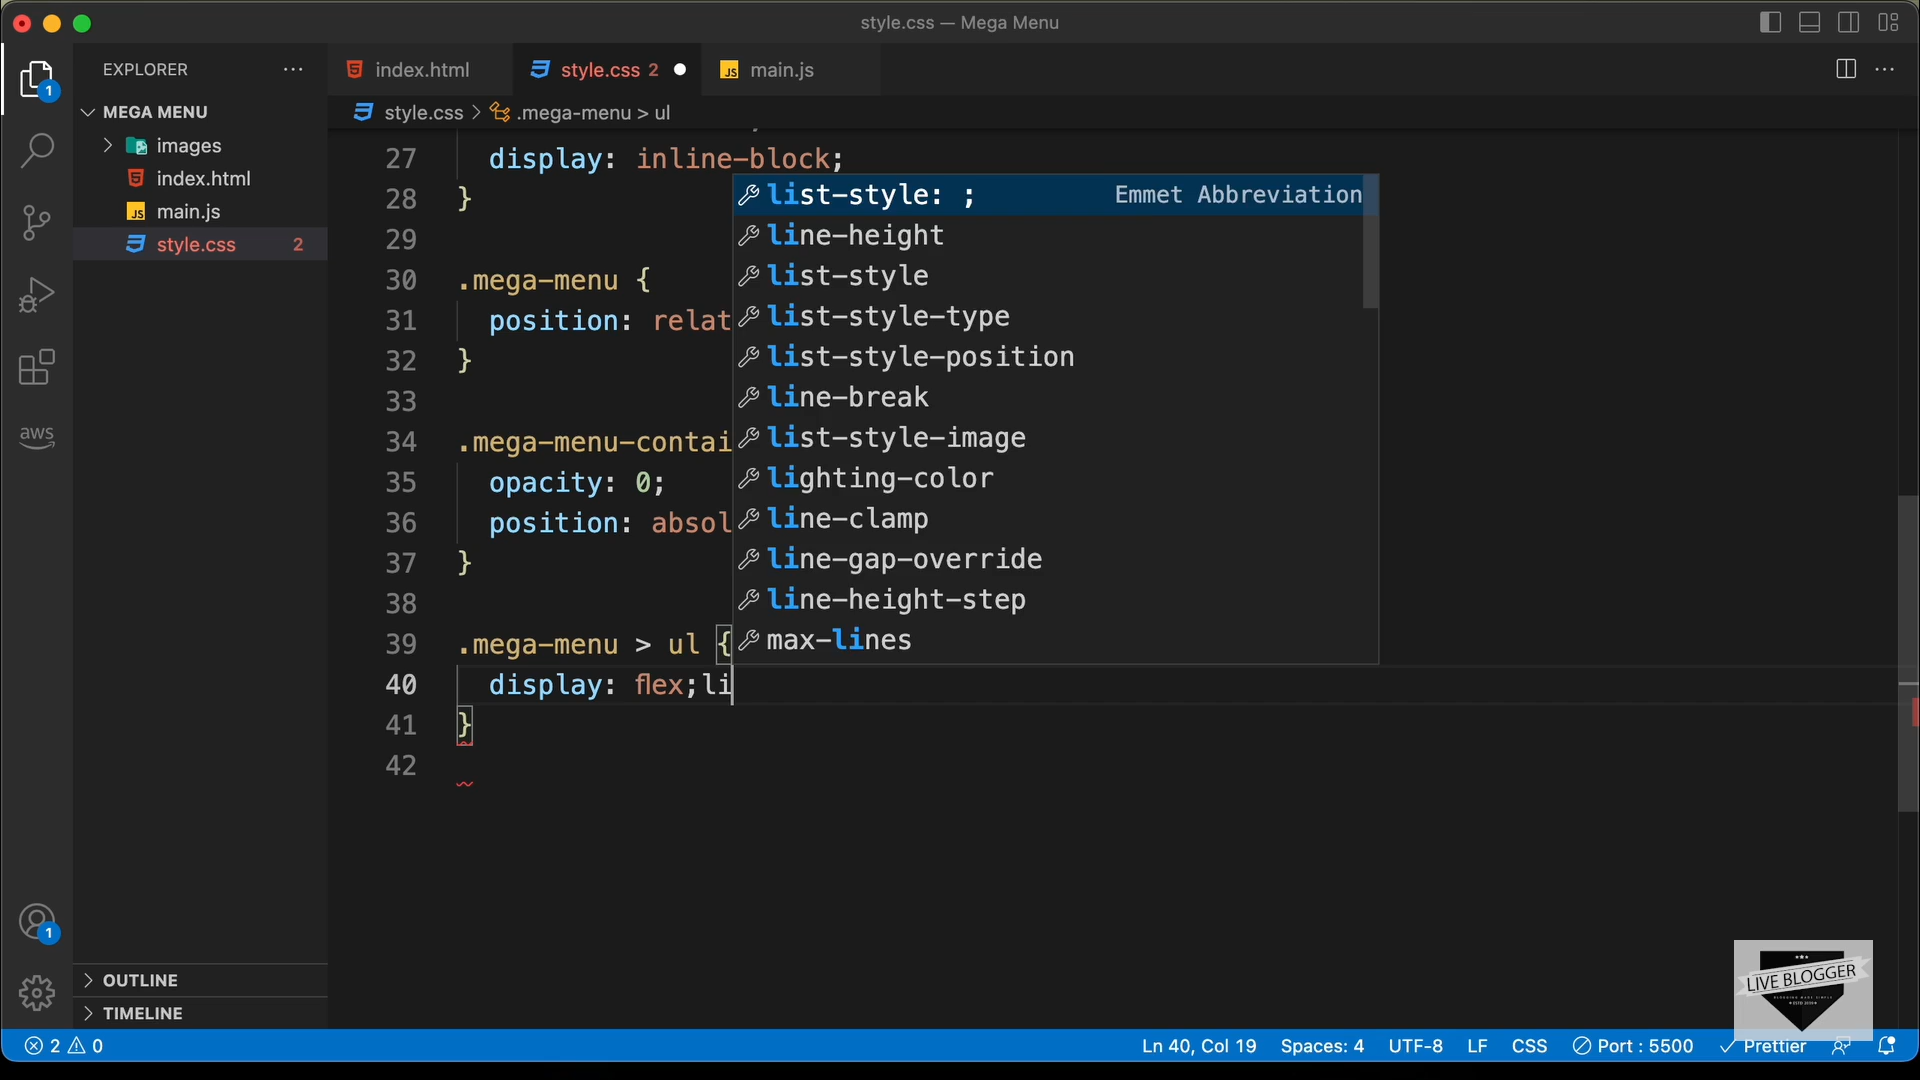 style.css — Mega Menu
EXPLORER
index.html
style.css 2
main.js
1
MEGA MENU
style.css > .mega-menu > ul
images
index.html
main.js
style.css 2
aws
27 display: inline-block;
28 }
29
30 .mega-menu {
31 position: relat
32 }
33
34 .mega-menu-contai
35 opacity: 0;
36 position: absol
37 }
38
39 .mega-menu > ul {
40 display: flex;li
41 }
42
list-style: ; Emmet Abbreviation
line-height
list-style
list-style-type
list-style-position
line-break
list-style-image
lighting-color
line-clamp
line-gap-override
line-height-step
max-lines
1
OUTLINE
TIMELINE
LIVE BLOGGER
2 0
Ln 40, Col 19 Spaces: 4 UTF-8 LF CSS Port : 5500 Prettier